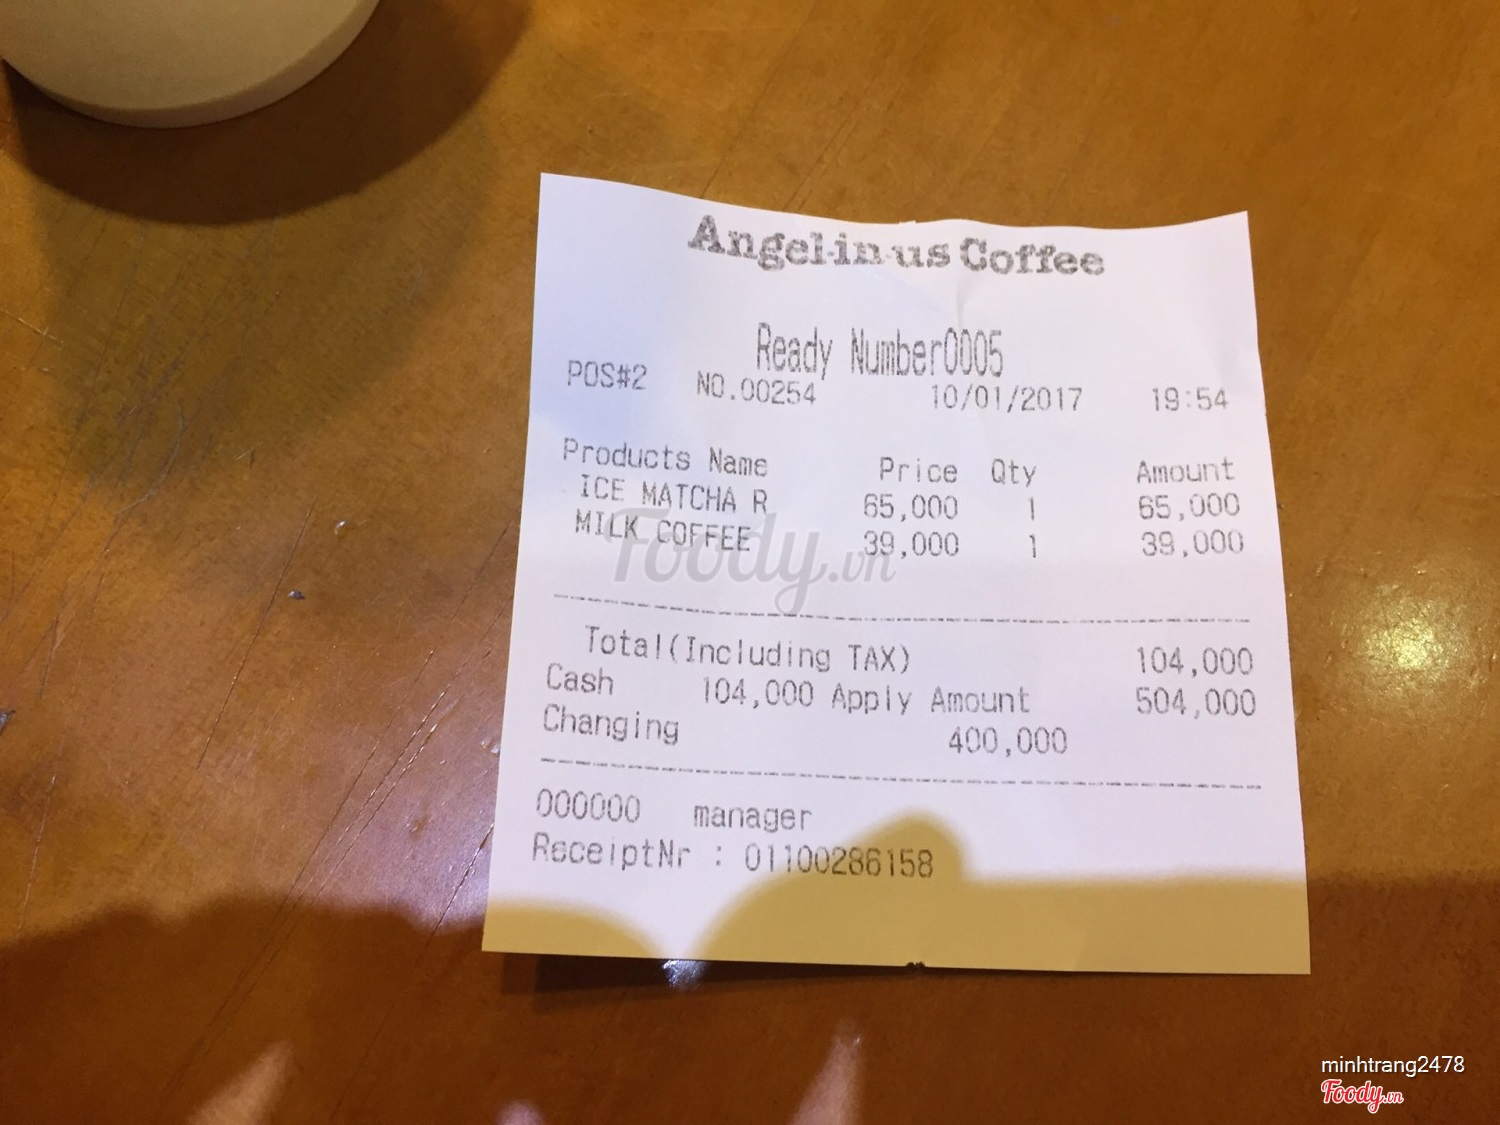 Angel-in-us Coffee
Ready Number0005
POS#2 NO.00254 10/01/2017 19:54
Products Name Price Qty Amount
ICE MATCHA R 65,000 1 65,000
MILK COFFEE 39,000 1 39,000
Foody.vn
Total(Including TAX) 104,000
Cash 104,000 Apply Amount 504,000
Changing 400,000
000000 manager
ReceiptNr : 01100286158
minhtrang2478
Foody.vn